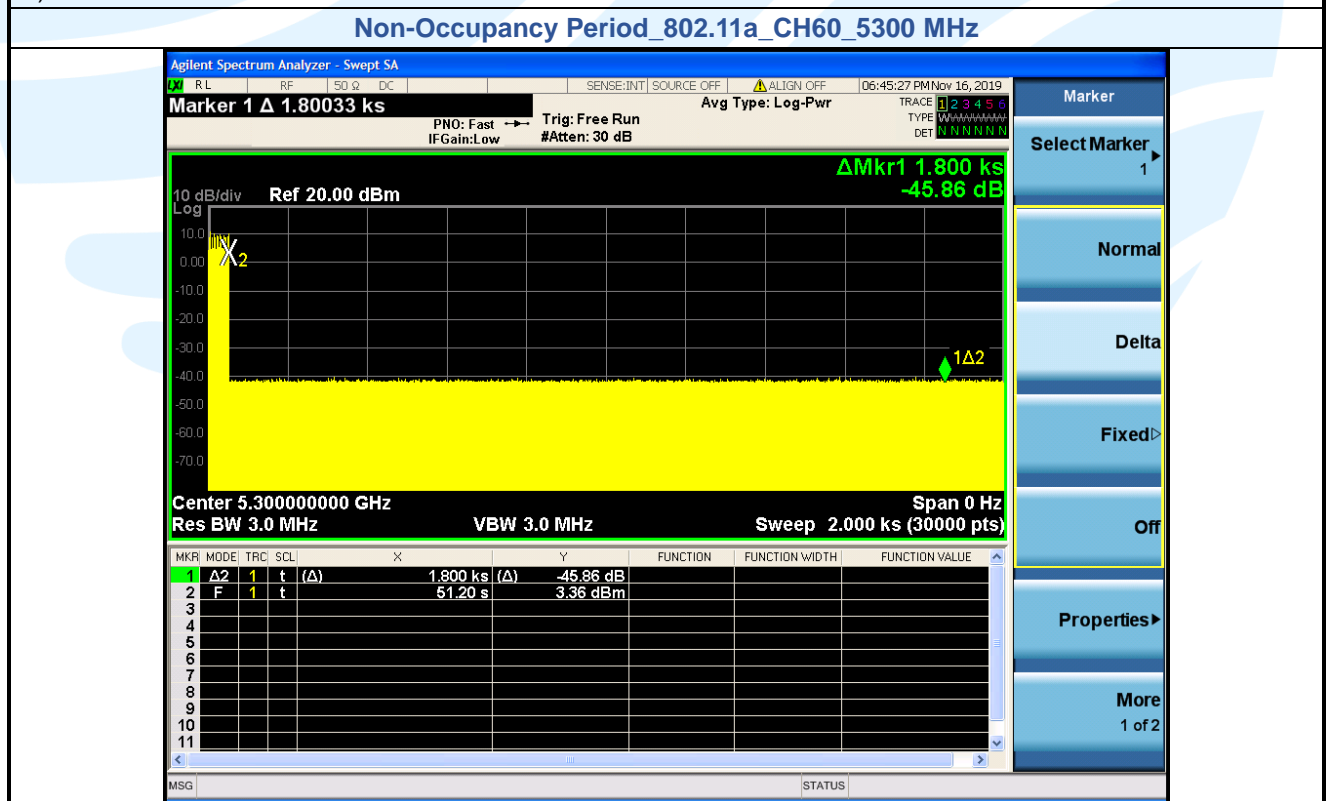 Non-Occupancy Period_802.11a_CH60_5300 MHz
Agilent Spectrum Analyzer - Swept SA
LXI RL RF 50 Ω DC SENSE:INT SOURCE OFF ALIGN OFF 06:45:27 PM Nov 16, 2019
Marker 1 Δ 1.80033 ks
Avg Type: Log-Pwr
TRACE 1 2 3 4 5 6
TYPE
DET N N N N N N
PNO: Fast
IFGain:Low
Trig: Free Run
#Atten: 30 dB
ΔMkr1 1.800 ks
-45.86 dB
10 dB/div Ref 20.00 dBm
Log
10.0
0.00
-10.0
-20.0
-30.0
-40.0
-50.0
-60.0
-70.0
2
1Δ2
Center 5.300000000 GHz Span 0 Hz
Res BW 3.0 MHz VBW 3.0 MHz Sweep 2.000 ks (30000 pts)
MKR MODE TRC SCL X Y FUNCTION FUNCTION WIDTH FUNCTION VALUE
1 Δ2 1 t (Δ) 1.800 ks (Δ) -45.86 dB
2 F 1 t 51.20 s 3.36 dBm
3
4
5
6
7
8
9
10
11
MSG STATUS
Marker
Select Marker
1
Normal
Delta
Fixed
Off
Properties
More
1 of 2